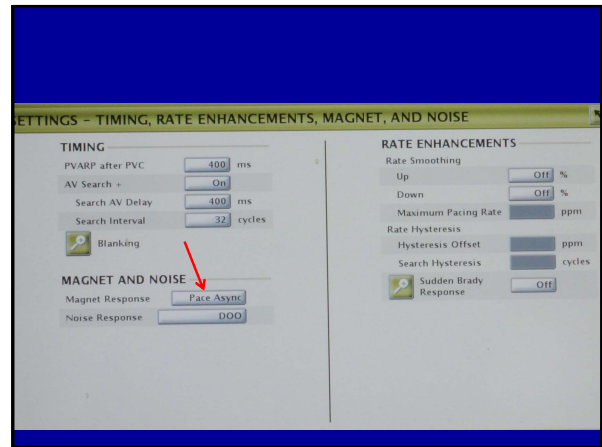 ETTINGS - TIMING, RATE ENHANCEMENTS, MAGNET, AND NOISE
TIMING
PVARP after PVC 400 ms
AV Search + On
Search AV Delay 400 ms
Search Interval 32 cycles
Blanking
MAGNET AND NOISE
Magnet Response Pace Async
Noise Response DOO
RATE ENHANCEMENTS
Rate Smoothing
Up Off %
Down Off %
Maximum Pacing Rate ppm
Rate Hysteresis
Hysteresis Offset ppm
Search Hysteresis cycles
Sudden Brady
Response Off